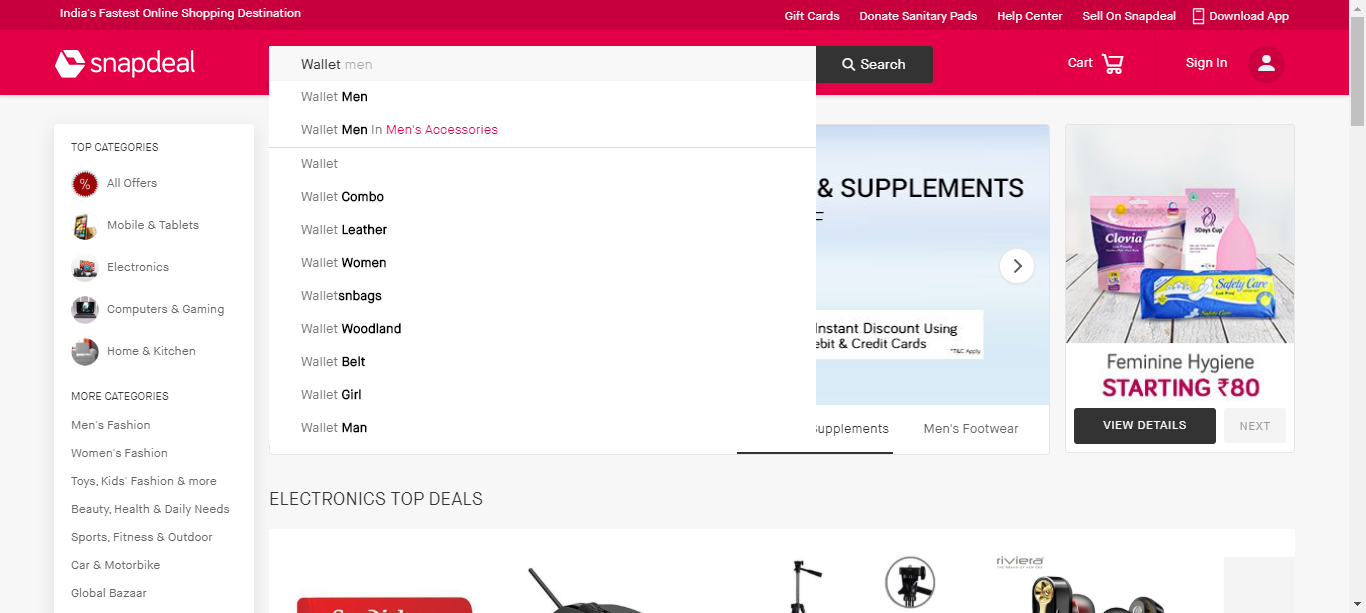 India's Fastest Online Shopping Destination
Gift Cards
Donate Sanitary Pads
Help Center
Sell On Snapdeal
Download App
snapdeal
Wallet men
Search
Cart
Sign In
Wallet Men
Wallet Men In Men's Accessories
Wallet
Wallet Combo
Wallet Leather
Wallet Women
Walletsnbags
Wallet Woodland
Wallet Belt
Wallet Girl
Wallet Man
TOP CATEGORIES
%
All Offers
Mobile & Tablets
Electronics
Computers & Gaming
Home & Kitchen
MORE CATEGORIES
Men's Fashion
Women's Fashion
Toys, Kids' Fashion & more
Beauty, Health & Daily Needs
Sports, Fitness & Outdoor
Car & Motorbike
Global Bazaar
& SUPPLEMENTS
Instant Discount Using
& Credit Cards
*T&C Apply
Men's Footwear
Clovia
5Days Cup
Safety Care
Feminine Hygiene
STARTING ₹80
VIEW DETAILS
NEXT
ELECTRONICS TOP DEALS
riviera